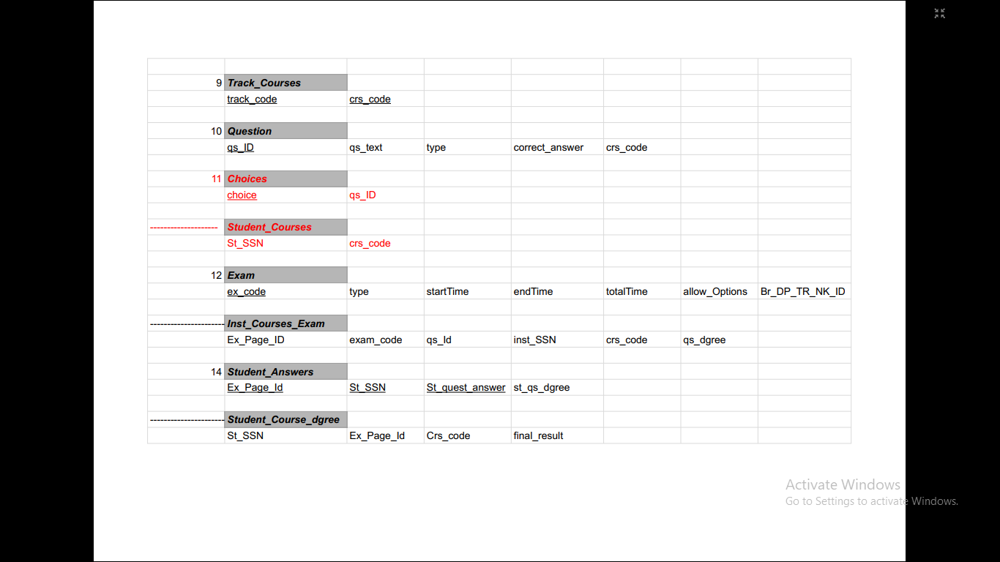 9 Track_Courses
track_code crs_code
10 Question
qs_ID qs_text type correct_answer crs_code
11 Choices
choice qs_ID
-------------------- Student_Courses
St_SSN crs_code
12 Exam
ex_code type startTime endTime totalTime allow_Options Br_DP_TR_NK_ID
---------------------- Inst_Courses_Exam
Ex_Page_ID exam_code qs_Id inst_SSN crs_code qs_dgree
14 Student_Answers
Ex_Page_Id St_SSN St_quest_answer st_qs_dgree
---------------------- Student_Course_dgree
St_SSN Ex_Page_Id Crs_code final_result
Activate Windows
Go to Settings to activate Windows.